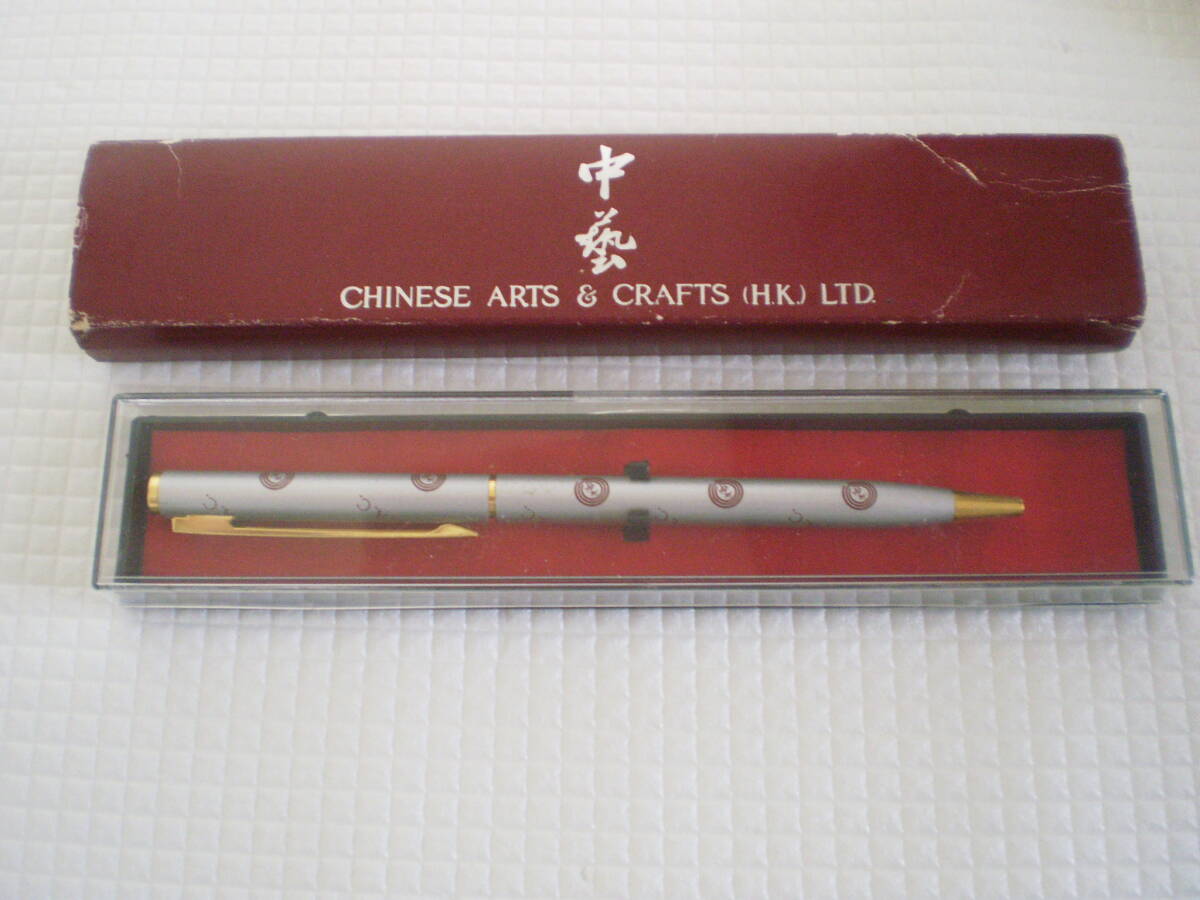 中
藝
CHINESE ARTS & CRAFTS (H.K.) LTD.